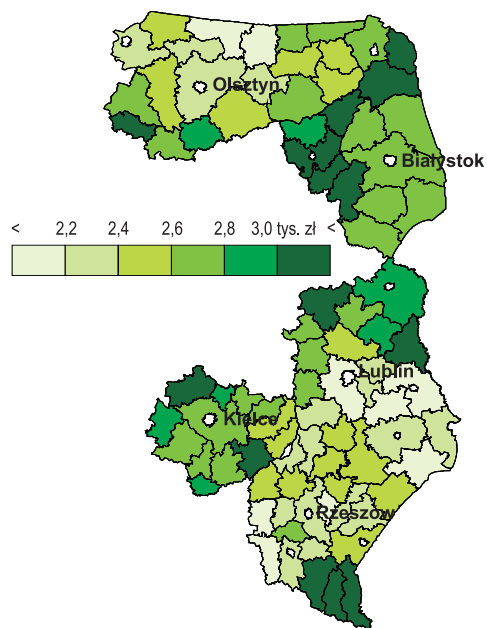 Olsztyn
Białystok
< 2,2 2,4 2,6 2,8 3,0 tys. zł <
Lublin
Kielce
Rzeszów